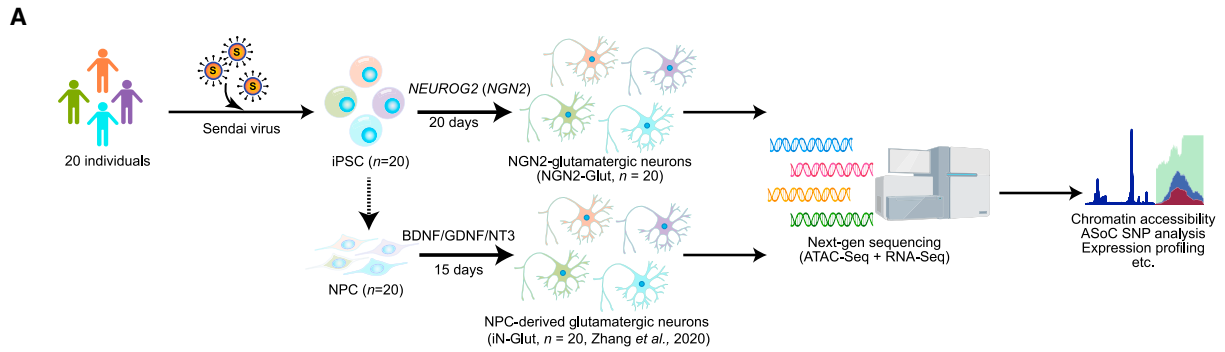 A
S
S
S
20 individuals
Sendai virus
iPSC (n=20)
NEUROG2 (NGN2)
20 days
NGN2-glutamatergic neurons
(NGN2-Glut, n = 20)
NPC (n=20)
BDNF/GDNF/NT3
15 days
NPC-derived glutamatergic neurons
(iN-Glut, n = 20, Zhang et al., 2020)
Next-gen sequencing
(ATAC-Seq + RNA-Seq)
Chromatin accessibility
ASoC SNP analysis
Expression profiling
etc.